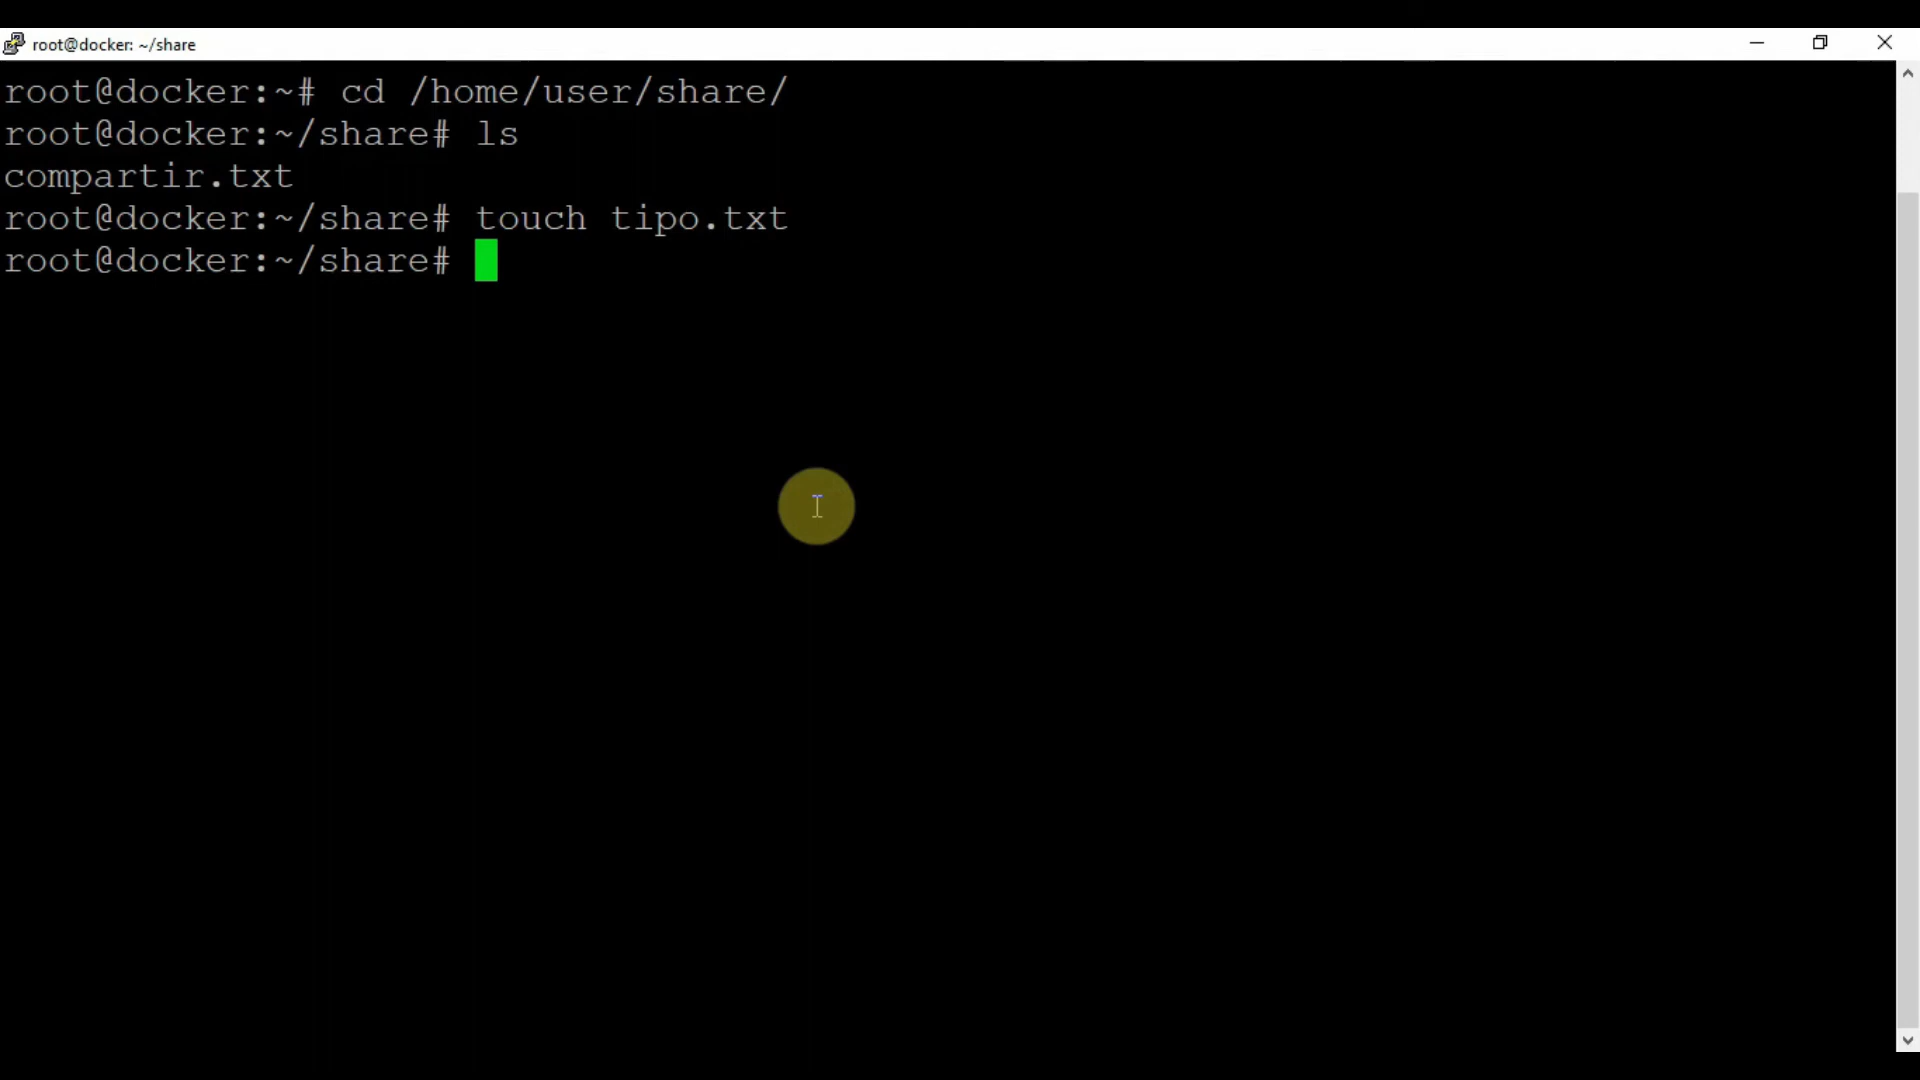 root@docker: ~/share
root@docker:~# cd /home/user/share/
root@docker:~/share# ls
compartir.txt
root@docker:~/share# touch tipo.txt
root@docker:~/share#